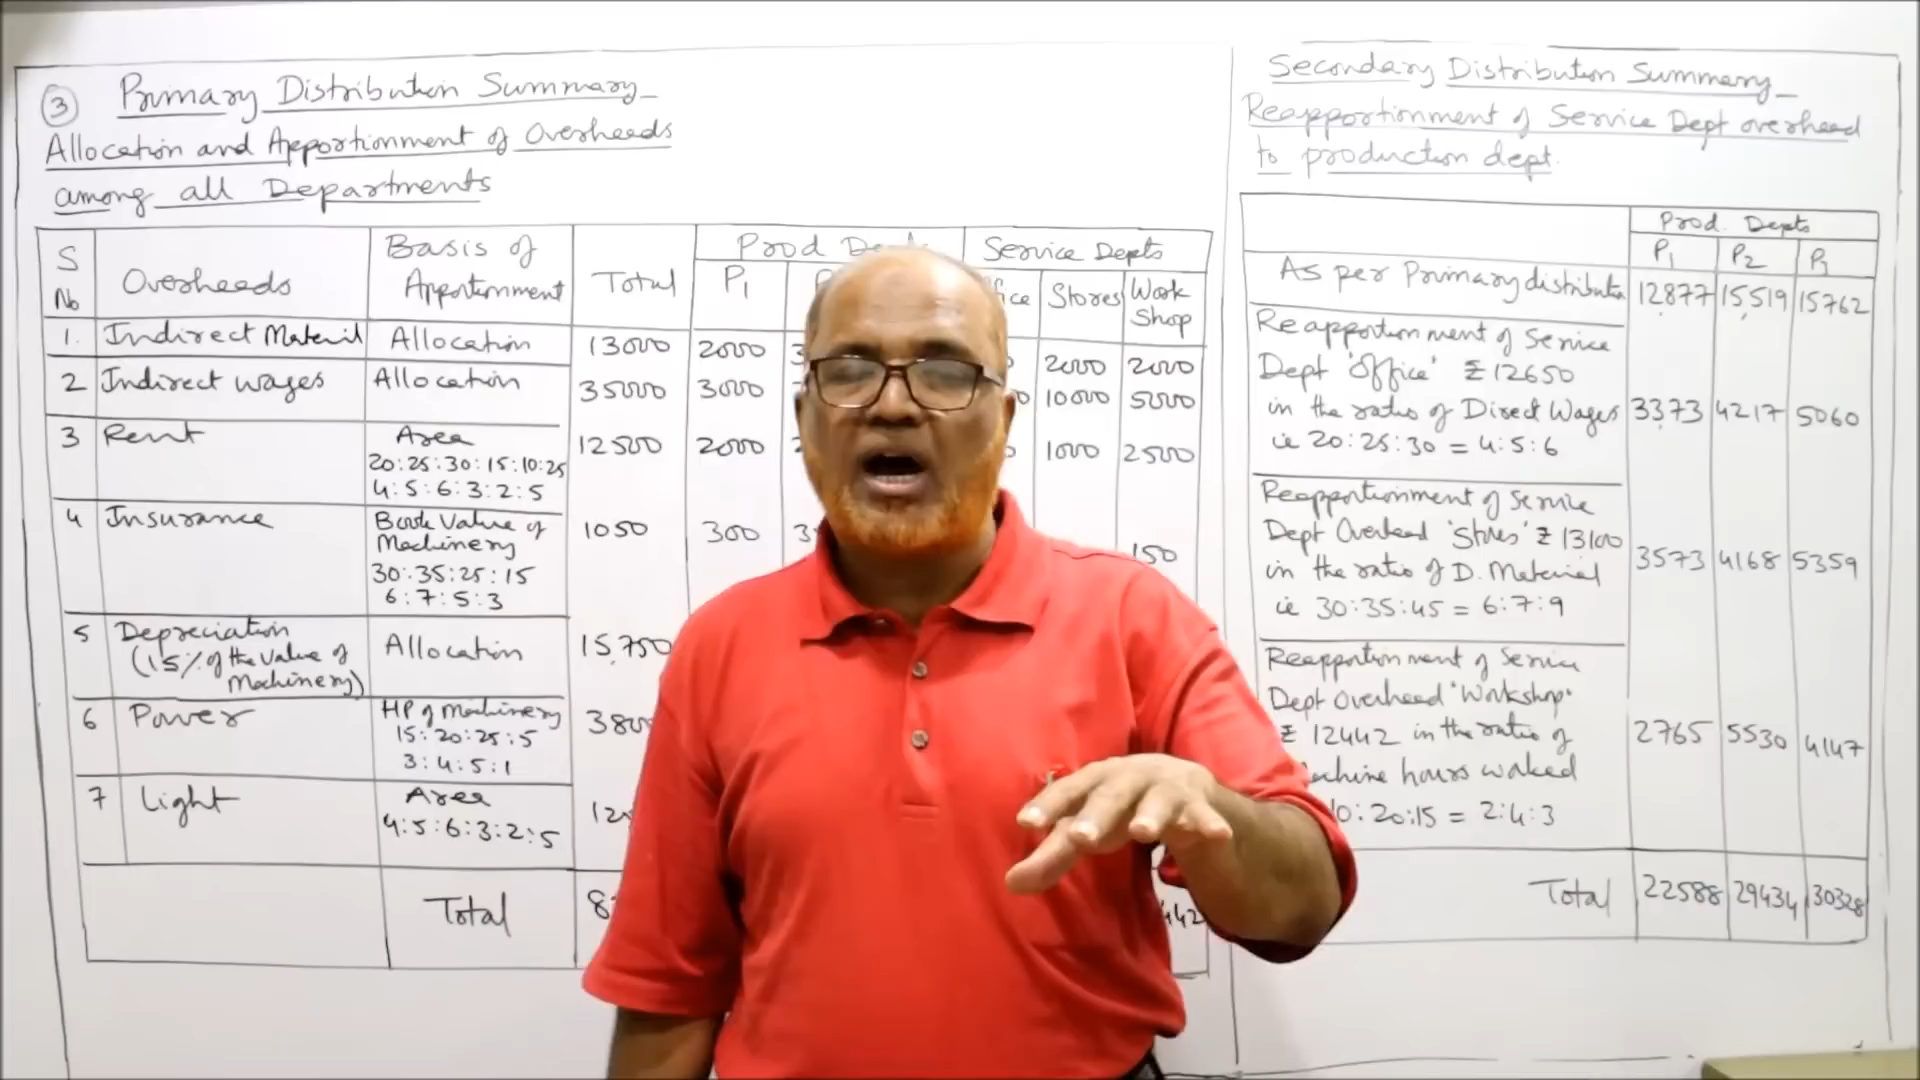 3 Primary Distribution Summary
Allocation and Apportionment of Overheads
among all Departments
S No Overheads Basis of Apportionment Total Prod Depts Service Depts
P1 Stores Work Shop
1. Indirect Material Allocation 13000 2000 2000 2000
2 Indirect wages Allocation 35000 3000 10000 5000
3 Rent Area 12500 2000 1000 2500
20:25:30:15:10:25
4:5:6:3:2:5
4 Insurance Book Value of Machinery 1050 300 150
30:35:25:15
6:7:5:3
5 Depreciation Allocation 15,750
(15% of the value of
Machinery)
6 Power HP of Machinery
15:20:25:5
3:4:5:1
7 Light Area
4:5:6:3:2:5
Total
Secondary Distribution Summary
Reapportionment of Service Dept overhead
to production dept.
Prod. Depts
P1 P2 P3
As per Primary distribution 12877 15,519 15762
Reapportionment of Service
Dept 'Office' ₹ 12650
in the ratio of Direct Wages 3373 4217 5060
ie 20:25:30 = 4:5:6
Reapportionment of Service
Dept Overhead 'Stores' ₹ 13100
in the ratio of D. Material 3573 4168 5359
ie 30:35:45 = 6:7:9
Reapportionment of Service
Dept Overhead 'Workshop'
₹ 12442 in the ratio of 2765 5530 4147
hours worked
:20:15 = 2:4:3
Total 22588 29434 30328